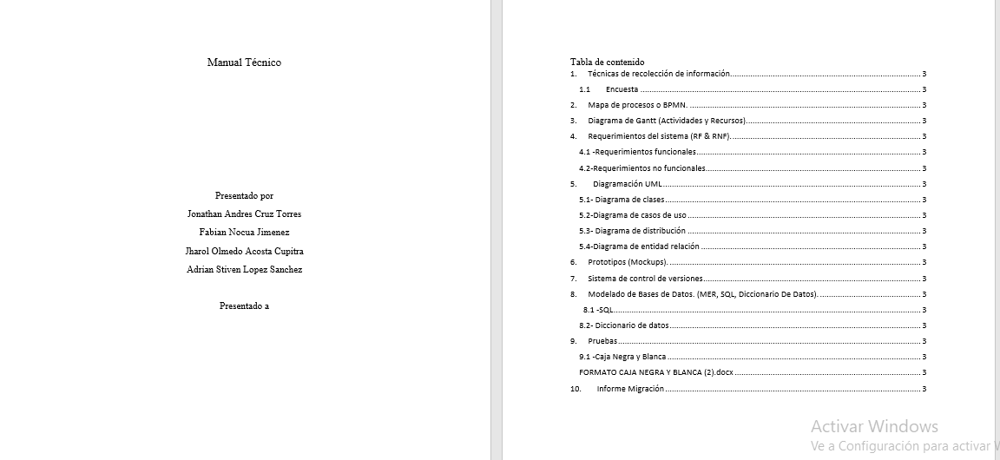 Manual Técnico
Presentado por
Jonathan Andres Cruz Torres
Fabian Nocua Jimenez
Jharol Olmedo Acosta Cupitra
Adrian Stiven Lopez Sanchez
Presentado a
Tabla de contenido
1. Técnicas de recolección de información 3
1.1 Encuesta 3
2. Mapa de procesos o BPMN. 3
3. Diagrama de Gantt (Actividades y Recursos) 3
4. Requerimientos del sistema (RF & RNF). 3
4.1 -Requerimientos funcionales 3
4.2-Requerimientos no funcionales 3
5. Diagramación UML 3
5.1- Diagrama de clases 3
5.2-Diagrama de casos de uso 3
5.3- Diagrama de distribución 3
5.4-Diagrama de entidad relación 3
6. Prototipos (Mockups). 3
7. Sistema de control de versiones 3
8. Modelado de Bases de Datos. (MER, SQL, Diccionario De Datos). 3
8.1 -SQL 3
8.2- Diccionario de datos 3
9. Pruebas 3
9.1 -Caja Negra y Blanca 3
FORMATO CAJA NEGRA Y BLANCA (2).docx 3
10. Informe Migración 3
Activar Windows
Ve a Configuración para activar W